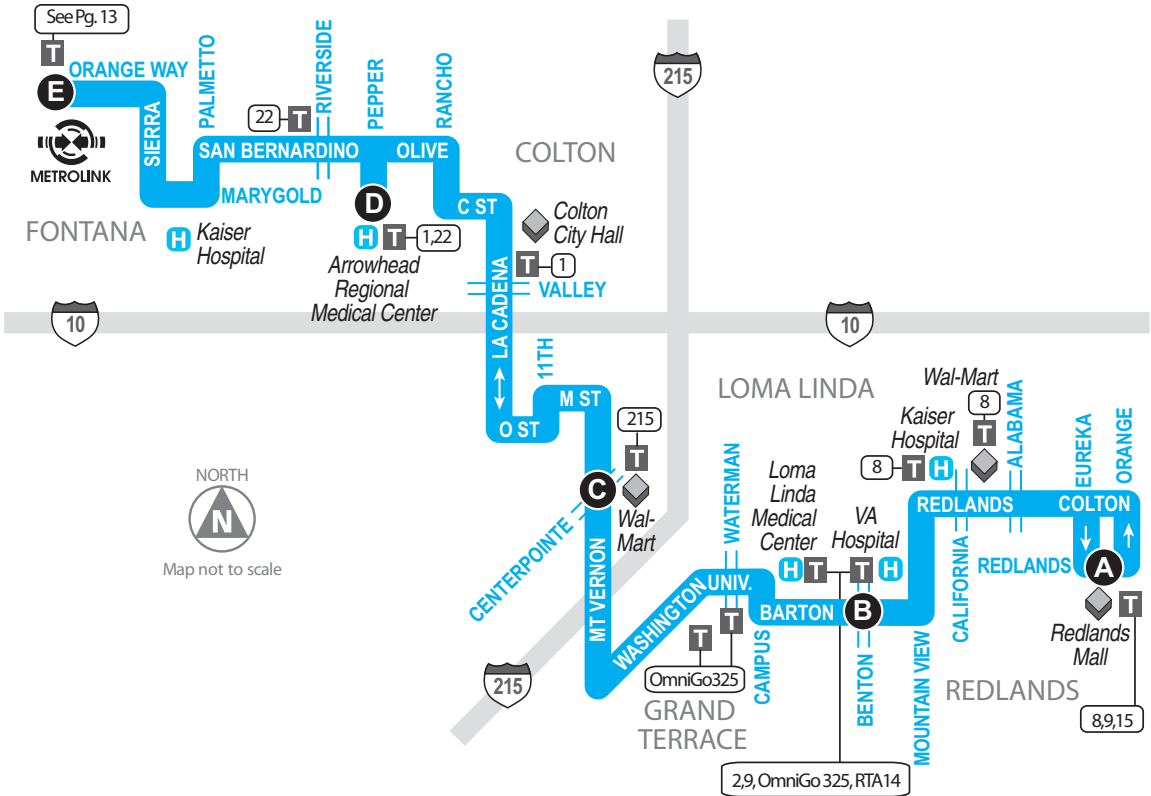 See Pg. 13
T
ORANGE WAY
E
METROLINK
SIERRA
PALMETTO
22
T
RIVERSIDE
PEPPER
RANCHO
SAN BERNARDINO
OLIVE
MARYGOLD
FONTANA
H
Kaiser
Hospital
D
H
T
1,22
Arrowhead
Regional
Medical Center
C ST
COLTON
Colton
City Hall
T
1
VALLEY
LA CADENA
215
10
10
11TH
M ST
O ST
215
T
C
Wal-
Mart
CENTERPOINTE
MT VERNON
NORTH
N
Map not to scale
215
WASHINGTON
UNIV.
WATERMAN
T
T
OmniGo325
GRAND
TERRACE
CAMPUS
LOMA LINDA
Loma
Linda
Medical
Center
H
T
VA
Hospital
T
H
BARTON
B
BENTON
MOUNTAIN VIEW
2,9, OmniGo 325, RTA14
Kaiser
Hospital
8
T
H
Wal-Mart
8
T
ALABAMA
REDLANDS
CALIFORNIA
EUREKA
ORANGE
COLTON
REDLANDS
A
T
Redlands
Mall
REDLANDS
8,9,15